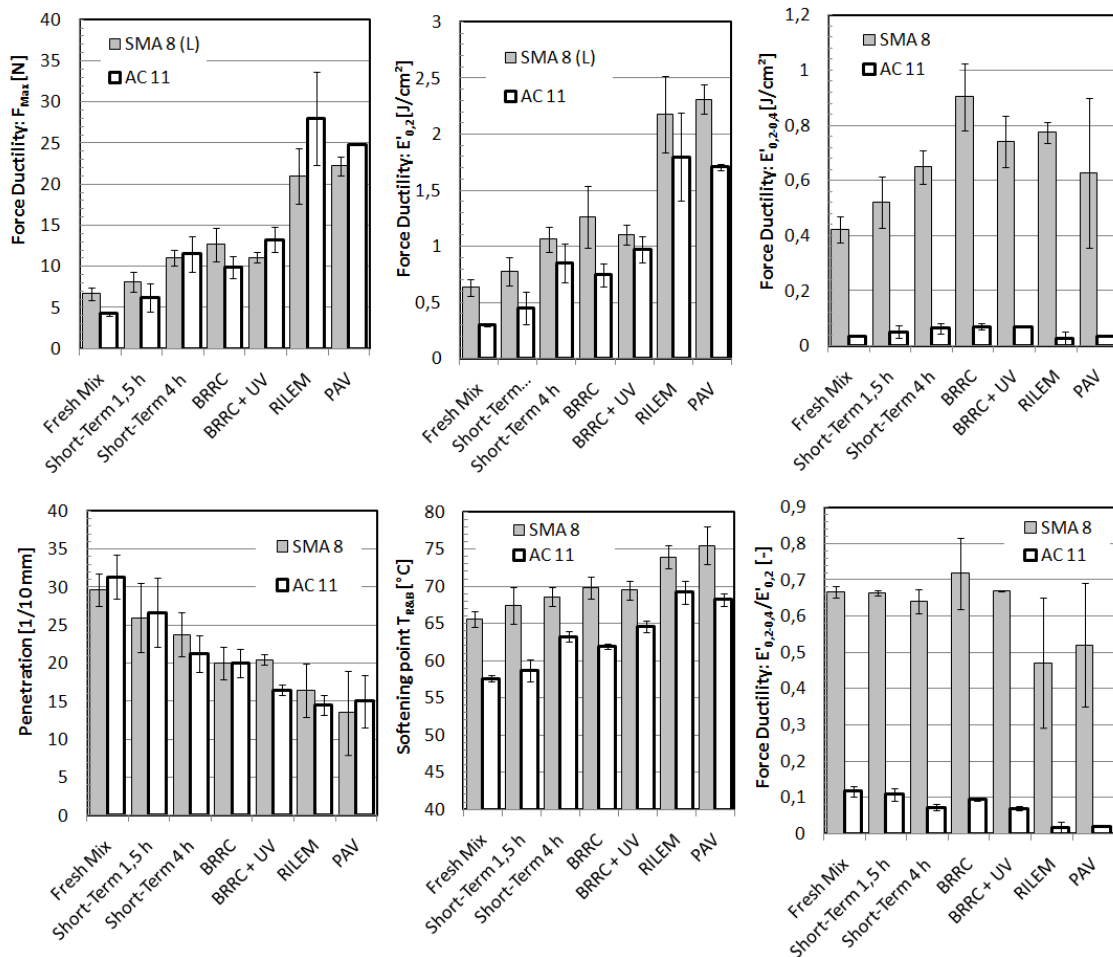 Force Ductility: FMax [N]
40
35
30
25
20
15
10
5
0
SMA 8 (L)
AC 11
Fresh Mix
Short-Term 1,5 h
Short-Term 4 h
BRRC
BRRC + UV
RILEM
PAV
Force Ductility: E'0,2 [J/cm²]
3
2,5
2
1,5
1
0,5
0
SMA 8 (L)
AC 11
Fresh Mix
Short-Term...
Short-Term 4 h
BRRC
BRRC + UV
RILEM
PAV
Force Ductility: E'0,2-0,4 [J/cm²]
1,2
1
0,8
0,6
0,4
0,2
0
SMA 8
AC 11
Fresh Mix
Short-Term 1,5 h
Short-Term 4 h
BRRC
BRRC + UV
RILEM
PAV
Penetration [1/10 mm]
40
35
30
25
20
15
10
5
0
SMA 8
AC 11
Fresh Mix
Short-Term 1,5 h
Short-Term 4 h
BRRC
BRRC + UV
RILEM
PAV
Softening point TR&B [°C]
80
75
70
65
60
55
50
45
40
SMA 8
AC 11
Fresh Mix
Short-Term 1,5 h
Short-Term 4 h
BRRC
BRRC + UV
RILEM
PAV
Force Ductility: E'0,2-0,4/E'0,2 [-]
0,9
0,8
0,7
0,6
0,5
0,4
0,3
0,2
0,1
0
SMA 8
AC 11
Fresh Mix
Short-Term 1,5 h
Short-Term 4 h
BRRC
BRRC + UV
RILEM
PAV